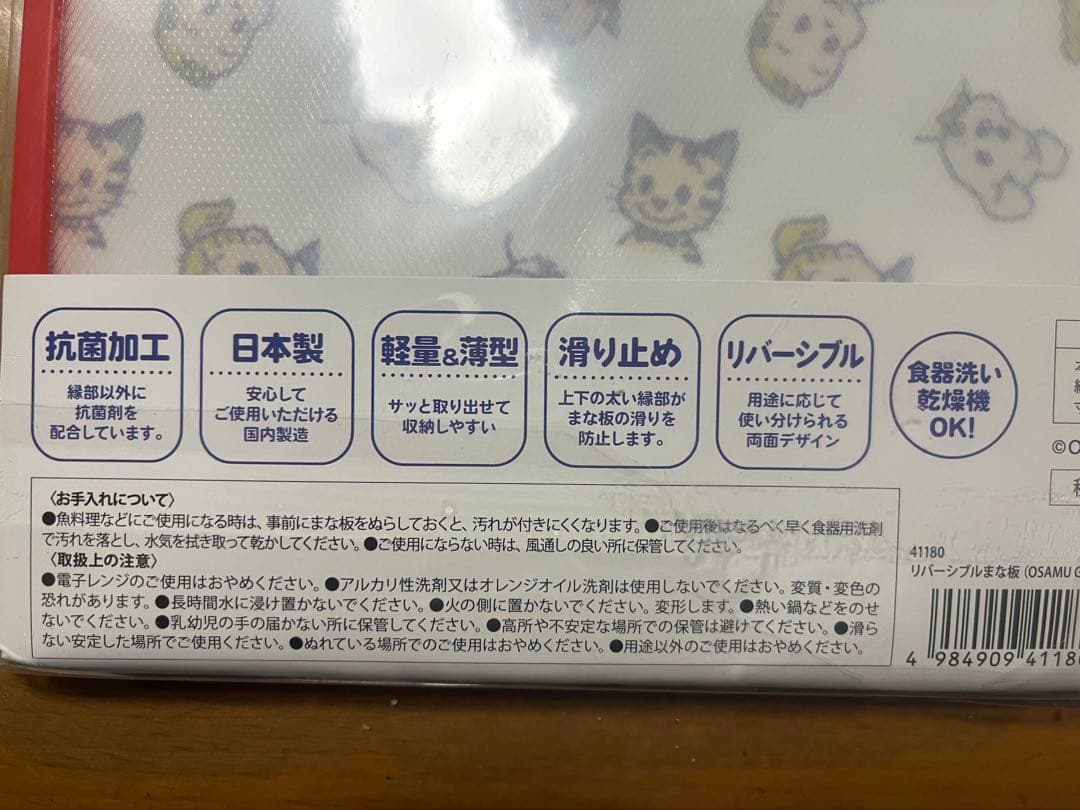 抗菌加工
縁部以外に
抗菌剤を
配合しています。
日本製
安心して
ご使用いただける
国内製造
軽量&薄型
サッと取り出せて
収納しやすい
滑り止め
上下の太い縁部が
まな板の滑りを
防止します。
リバーシブル
用途に応じて
使い分けられる
両面デザイン
食器洗い
乾燥機
OK!
〈お手入れについて〉
●魚料理などにご使用になる時は、事前にまな板をぬらしておくと、汚れが付きにくくなります。●ご使用後はなるべく早く食器用洗剤
で汚れを落とし、水気を拭き取って乾かしてください。●ご使用にならない時は、風通しの良い所に保管してください。
〈取扱上の注意〉
●電子レンジのご使用はおやめください。●アルカリ性洗剤又はオレンジオイル洗剤は使用しないでください。変質・変色の
恐れがあります。●長時間水に浸け置かないでください。●火の側に置かないでください。変形します。●熱い鍋などをのせ
ないでください。●乳幼児の手の届かない所に保管してください。●高所や不安定な場所での保管は避けてください。●滑ら
ない安定した場所でご使用ください。●ぬれている場所でのご使用はおやめください。●用途以外のご使用はおやめください。
©O
41180
リバーシブルまな板 (OSAMU G
4 984909 41180